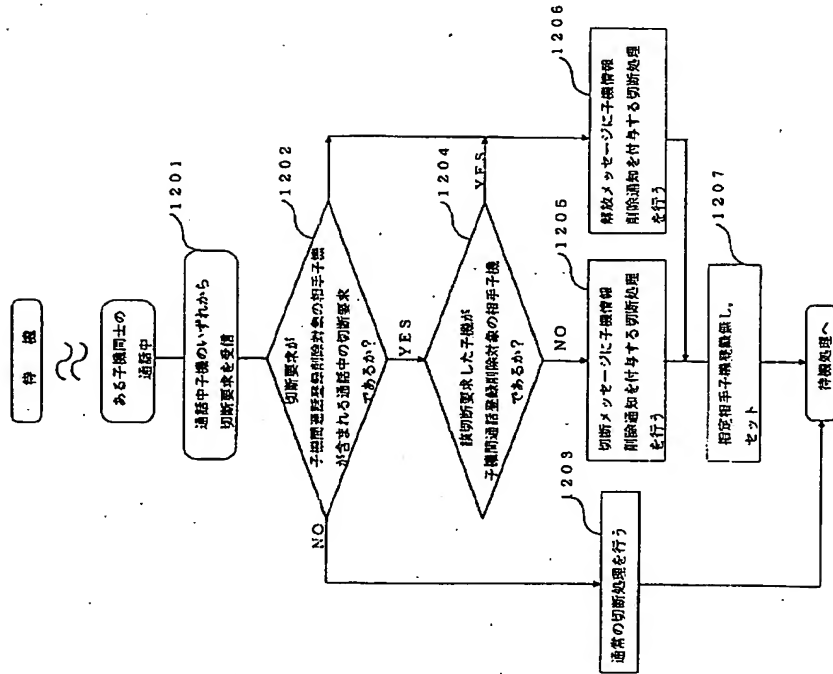 待機
ある子機同士の
通話中
1201
通話中子機のいずれから
切断要求を受信
1202
切断要求が
子機間通話登録削除対象の相手子機
が含まれる通話中の切断要求
であるか?
NO
YES
1204
該切断要求した子機が
子機間通話登録削除対象の相手子機
であるか?
YES
NO
1203
通常の切断処理を行う
1205
切断メッセージに子機情報
削除通知を付与する切断処理
を行う
1206
解放メッセージに子機情報
削除通知を付与する切断処理
を行う
1207
相手子機
し、
セット
待機処理へ